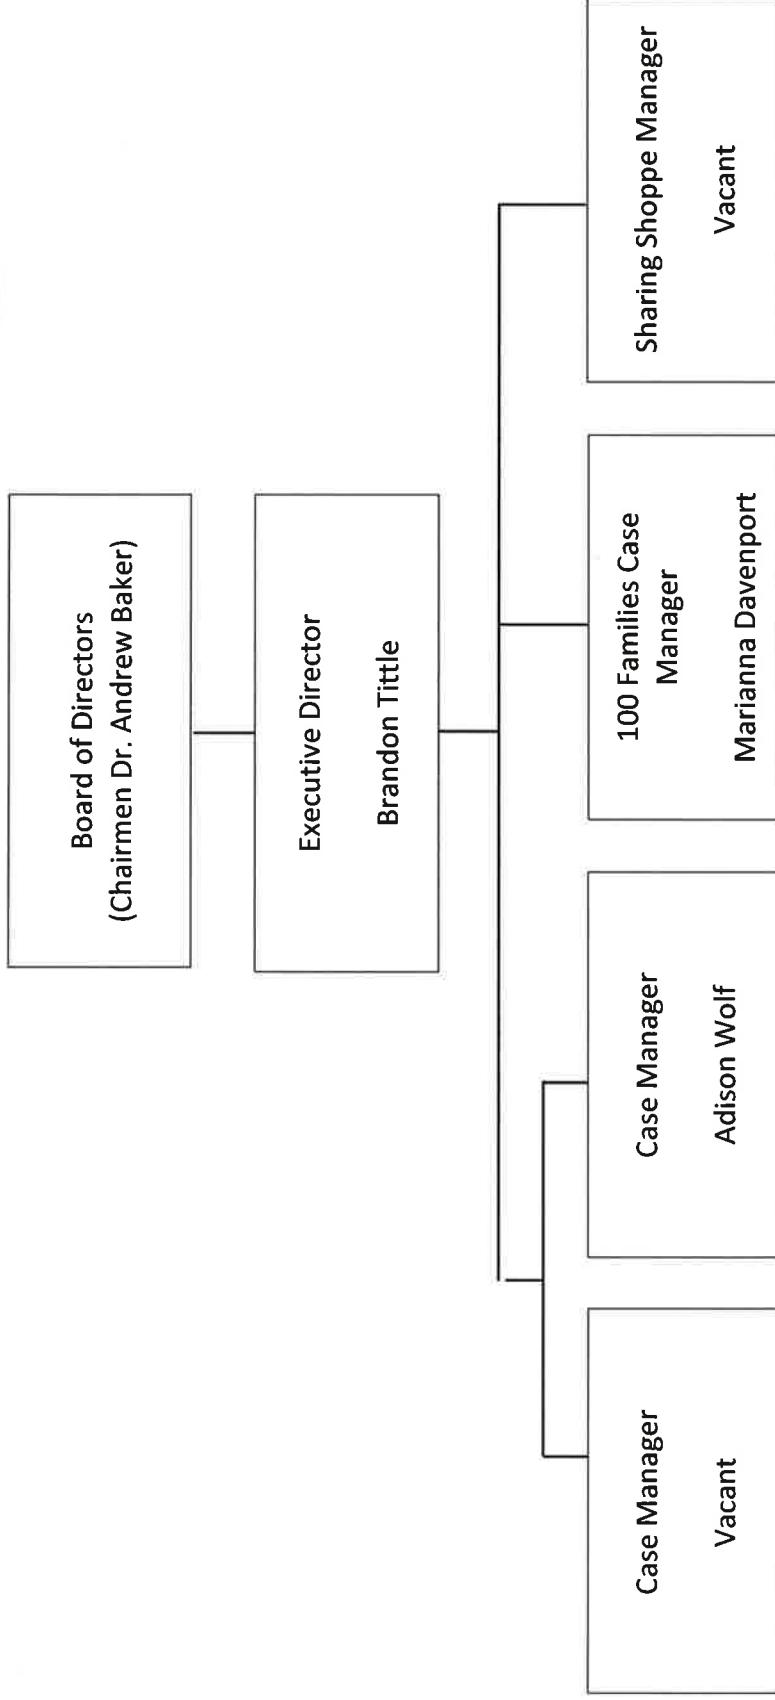 Board of Directors
(Chairmen Dr. Andrew Baker)
Executive Director
Brandon Tittle
Case Manager
Vacant
Case Manager
Adison Wolf
100 Families Case
Manager
Marianna Davenport
Sharing Shoppe Manager
Vacant